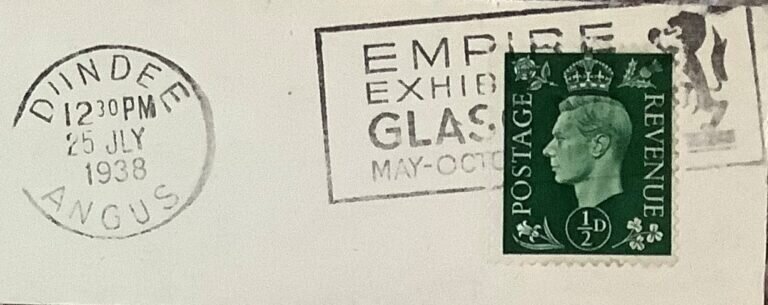 DUNDEE
12 30 PM
25 JLY
1938
ANGUS
EMPIRE
EXHIB
GLAS
MAY-OCTO
POSTAGE
REVENUE
½D